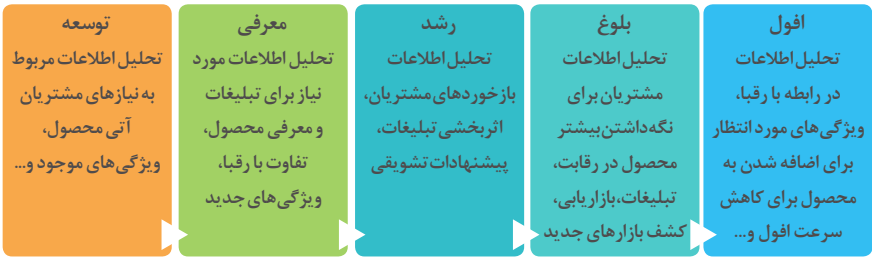 توسعه
تحلیل اطلاعات مربوط
به نیازهای مشتریان
آتی محصول،
ویژگی‌های موجود و...
معرفی
تحلیل اطلاعات مورد
نیاز برای تبلیغات
و معرفی محصول،
تفاوت با رقبا،
ویژگی‌های جدید
رشد
تحلیل اطلاعات
بازخوردهای مشتریان،
اثربخشی تبلیغات،
پیشنهادات تشویقی
بلوغ
تحلیل اطلاعات
مشتریان برای
نگه‌داشتن بیشتر
محصول در رقابت،
تبلیغات، بازاریابی،
کشف بازارهای جدید
افول
تحلیل اطلاعات
در رابطه با رقبا،
ویژگی‌های مورد انتظار
برای اضافه شدن به
محصول برای کاهش
سرعت افول و...